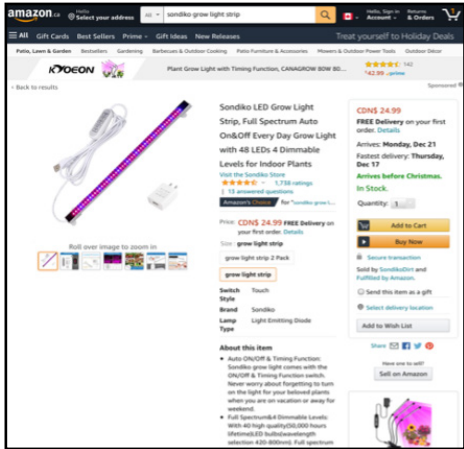 amazon.ca
Hello
Select your address
All
sondiko grow light strip
Hello, Sign in
Account
Returns
& Orders
All Gift Cards Best Sellers Prime Gift Ideas New Releases
Treat yourself to Holiday Deals
Patio, Lawn & Garden Bestsellers Gardening Barbecues & Outdoor Cooking Patio Furniture & Accessories Mowers & Outdoor Power Tools Outdoor Décor
Plant Grow Light with Timing Function, CANAGROW 80W 80...
142
$42.99 prime
Sponsored
‹ Back to results
Sondiko LED Grow Light
Strip, Full Spectrum Auto
On&Off Every Day Grow Light
with 48 LEDs 4 Dimmable
Levels for Indoor Plants
Visit the Sondiko Store
1,738 ratings
| 15 answered questions
Amazon's Choice for "sondiko grow l...
Price: CDN$ 24.99 FREE Delivery on
your first order. Details
Size: grow light strip
grow light strip 2 Pack
grow light strip
Switch Style Touch
Brand Sondiko
Lamp Type Light Emitting Diode
About this item
• Auto ON/Off & Timing Function:
Sondiko grow light comes with the
ON/Off & Timing Function switch.
Never worry about forgetting to turn
on the light for your beloved plants
when you are on vacation or away for
weekend.
• Full Spectrum&4 Dimmable Levels:
With 40 high quality(50,000 hours
lifetime)LED bulbs(wavelength
selection 420-800nm). Full spectrum
Roll over image to zoom in
CDN$ 24.99
FREE Delivery on your first
order. Details
Arrives: Monday, Dec 21
Fastest delivery: Thursday,
Dec 17
Arrives before Christmas.
In Stock.
Quantity: 1
Add to Cart
Buy Now
Secure transaction
Sold by SondikoDirt and
Fulfilled by Amazon.
Send this item as a gift
Select delivery location
Add to Wish List
Share
Have one to sell?
Sell on Amazon